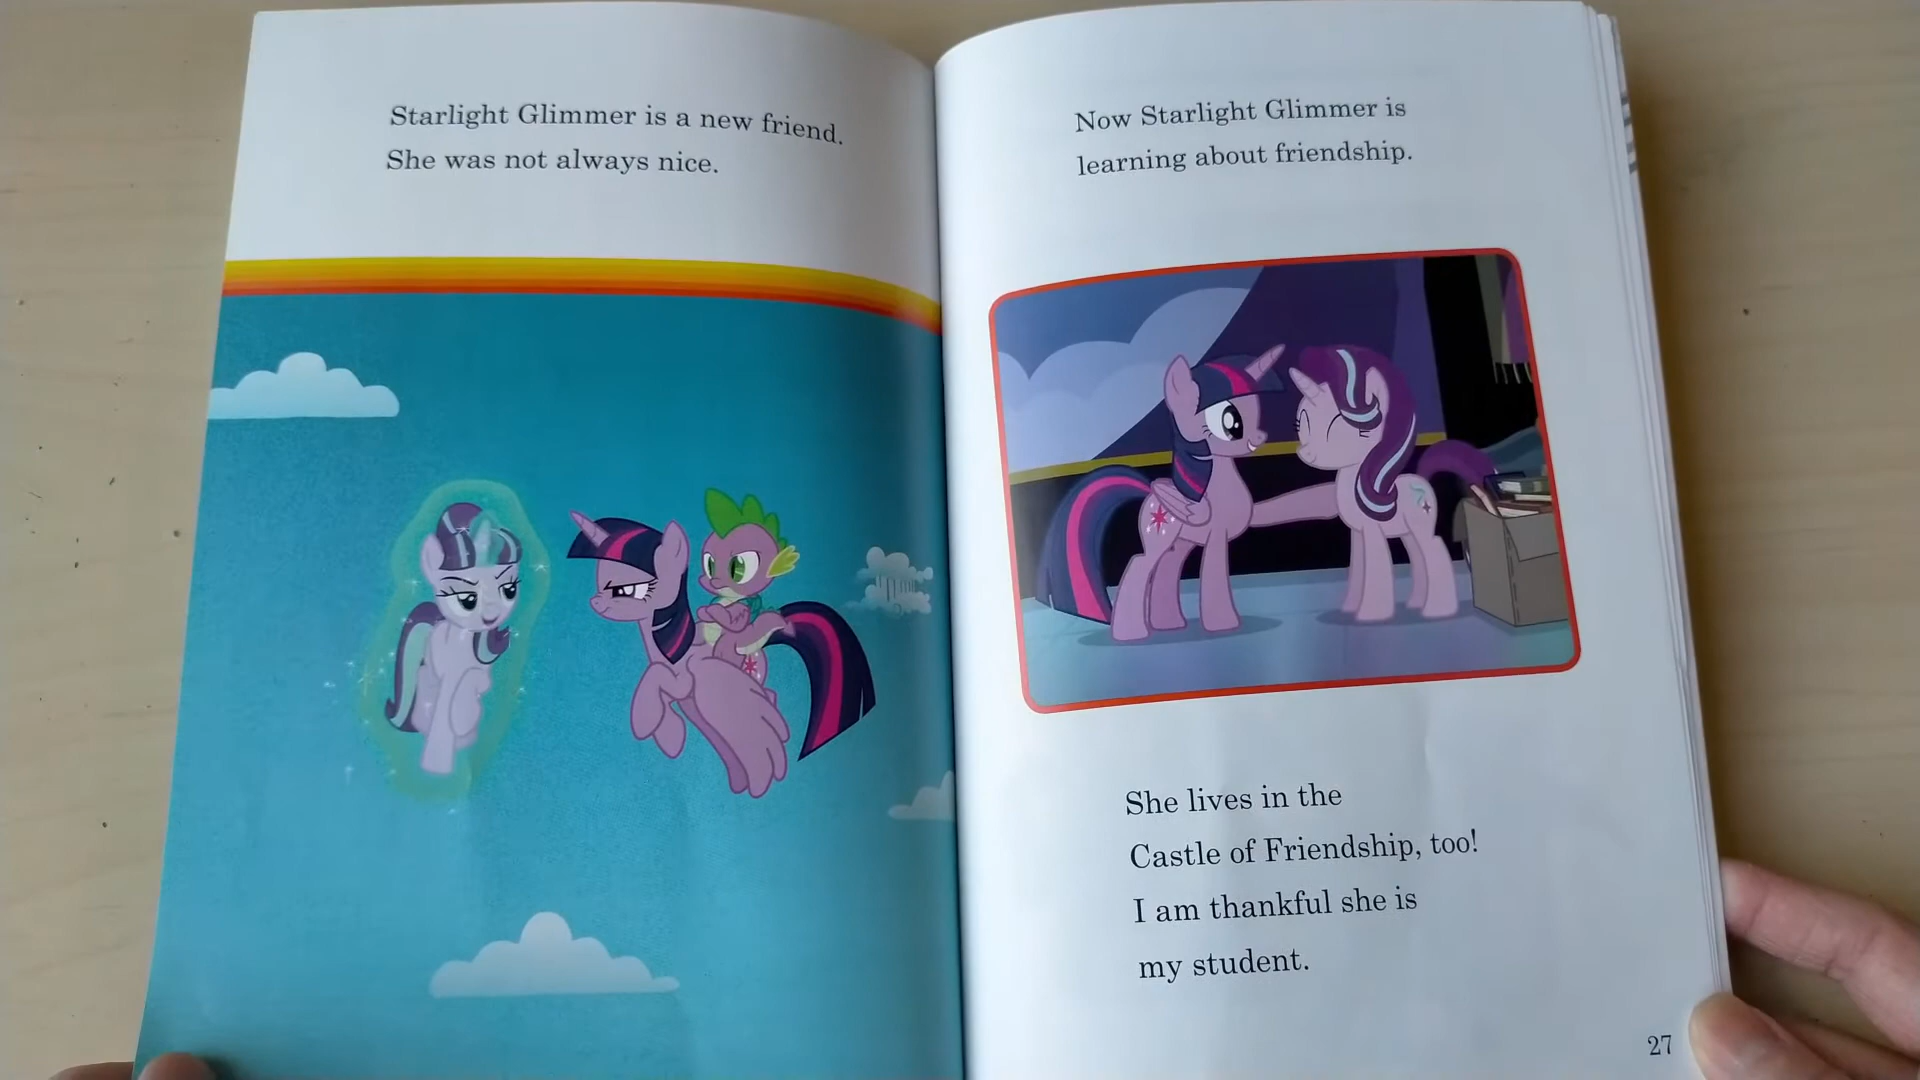 Starlight Glimmer is a new friend.
She was not always nice.
Now Starlight Glimmer is
learning about friendship.
She lives in the
Castle of Friendship, too!
I am thankful she is
my student.
27